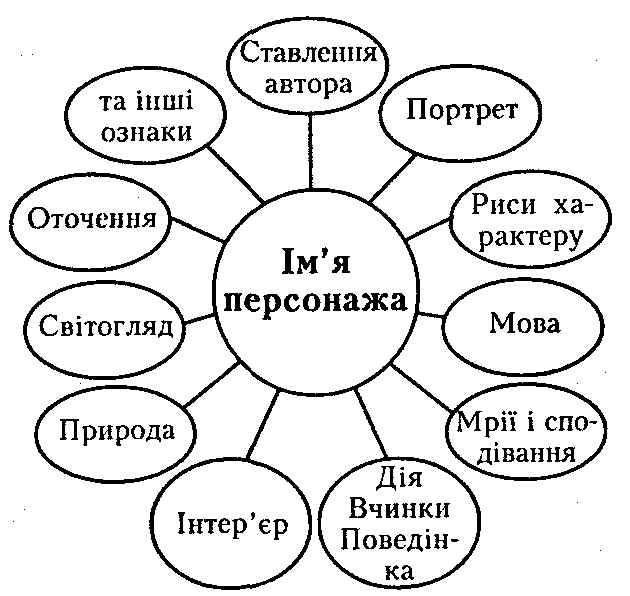 Ставлення
автора
Портрет
Риси ха-
рактеру
Мова
Мрії і спо-
дівання
Дія
Вчинки
Поведін-
ка
Інтер’єр
Природа
Світогляд
Оточення
та інші
ознаки
Ім’я
персонажа